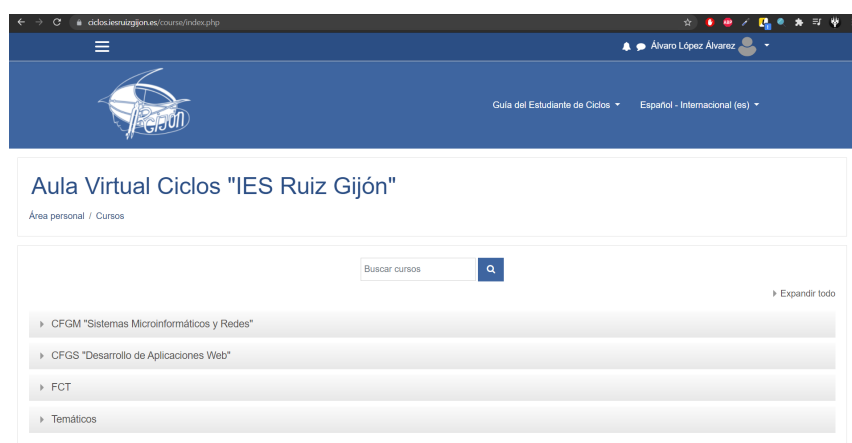 ciclos.iesruizgijon.es/course/index.php
Álvaro López Álvarez
Gijón
Guía del Estudiante de Ciclos
Español - Internacional (es)
Aula Virtual Ciclos "IES Ruiz Gijón"
Área personal / Cursos
Buscar cursos
Expandir todo
CFGM "Sistemas Microinformáticos y Redes"
CFGS "Desarrollo de Aplicaciones Web"
FCT
Temáticos